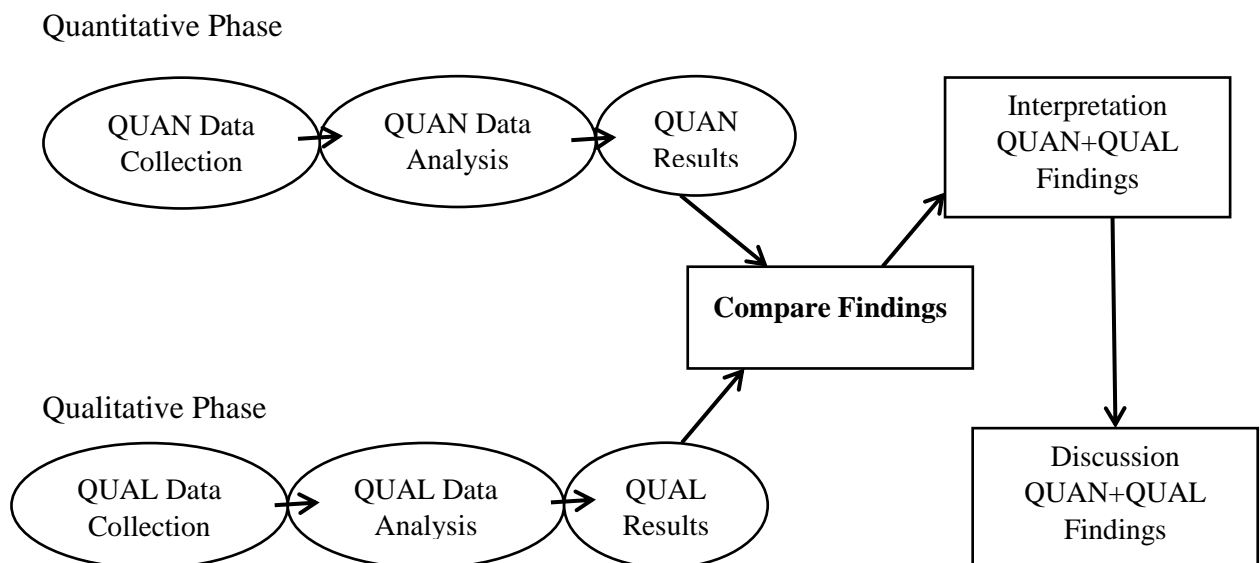 Quantitative Phase
QUAN Data
Collection
QUAN Data
Analysis
QUAN
Results
Interpretation
QUAN+QUAL
Findings
Compare Findings
Qualitative Phase
QUAL Data
Collection
QUAL Data
Analysis
QUAL
Results
Discussion
QUAN+QUAL
Findings